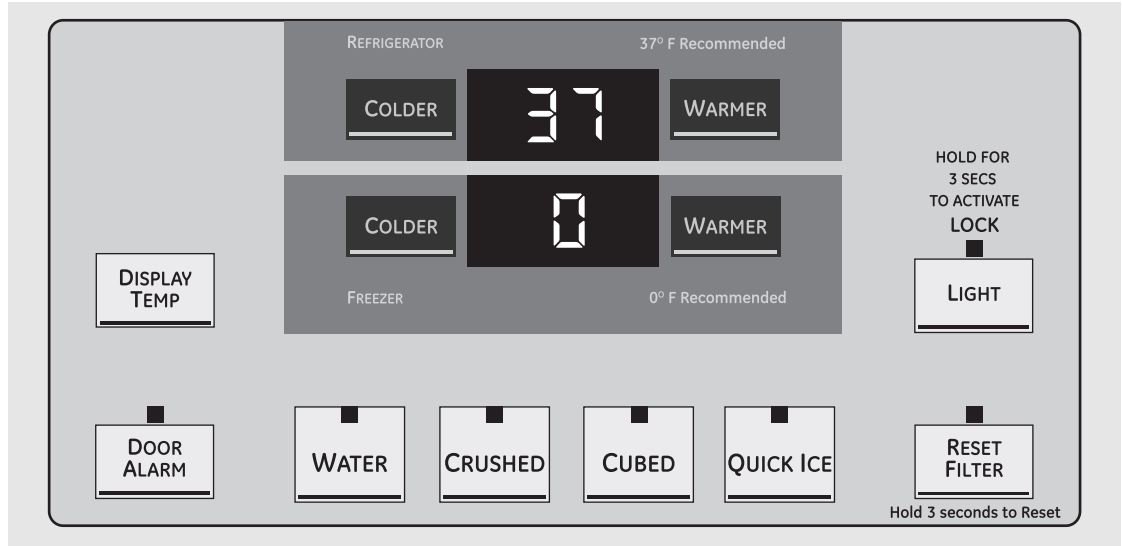 REFRIGERATOR 37° F Recommended
COLDER 37 WARMER
COLDER 0 WARMER
FREEZER 0° F Recommended
DISPLAY
TEMP
HOLD FOR
3 SECS
TO ACTIVATE
LOCK
LIGHT
DOOR
ALARM
WATER
CRUSHED
CUBED
QUICK ICE
RESET
FILTER
Hold 3 seconds to Reset